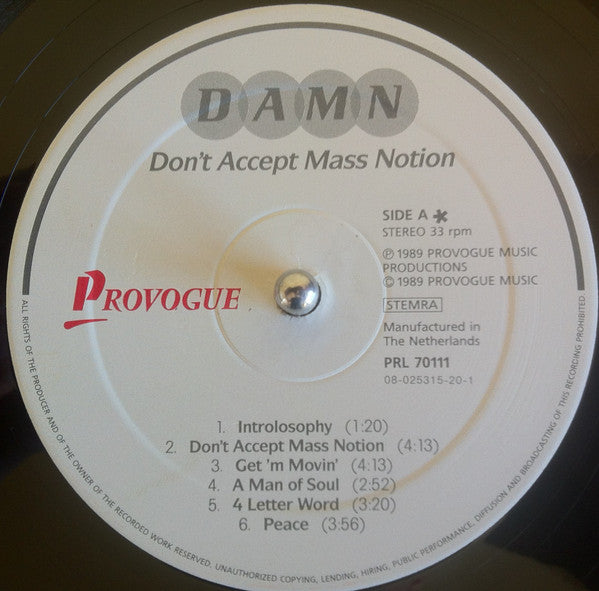 DAMN
Don't Accept Mass Notion
SIDE A *
STEREO 33 rpm
℗ 1989 PROVOGUE MUSIC
PRODUCTIONS
© 1989 PROVOGUE MUSIC
STEMRA
Manufactured in
The Netherlands
PRL 70111
08-025315-20-1
PROVOGUE
1. Introlosophy (1:20)
2. Don't Accept Mass Notion (4:13)
3. Get 'm Movin' (4:13)
4. A Man of Soul (2:52)
5. 4 Letter Word (3:20)
6. Peace (3:56)
ALL RIGHTS OF THE PRODUCER AND OF THE OWNER OF THE RECORDED WORK RESERVED. UNAUTHORIZED COPYING, LENDING, HIRING, PUBLIC PERFORMANCE, DIFFUSION AND BROADCASTING OF THIS RECORDING PROHIBITED.